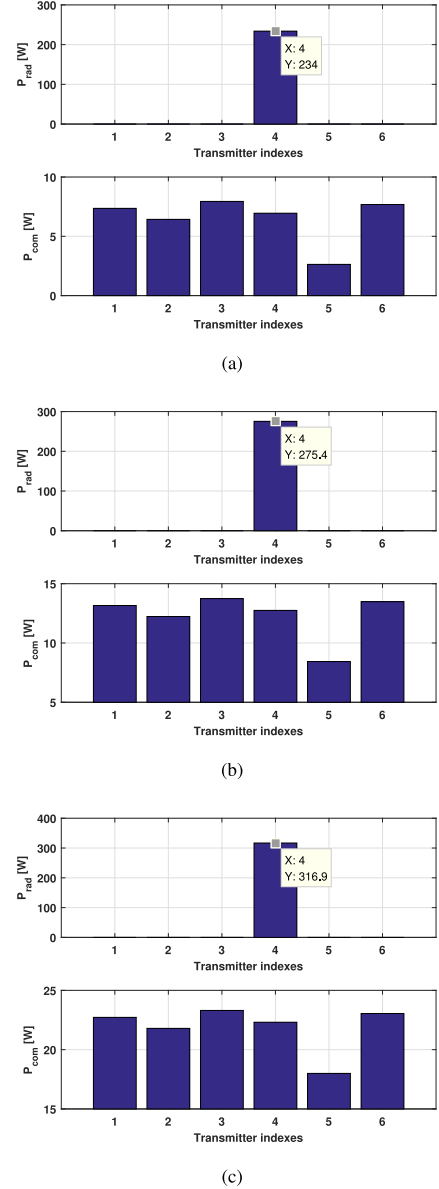 300
200
100
0
P_rad [W]
X: 4
Y: 234
1 2 3 4 5 6
Transmitter indexes
10
5
0
P_com [W]
1 2 3 4 5 6
Transmitter indexes
(a)
300
200
100
0
P_rad [W]
X: 4
Y: 275.4
1 2 3 4 5 6
Transmitter indexes
15
10
5
P_com [W]
1 2 3 4 5 6
Transmitter indexes
(b)
400
300
200
100
0
P_rad [W]
X: 4
Y: 316.9
1 2 3 4 5 6
Transmitter indexes
25
20
15
P_com [W]
1 2 3 4 5 6
Transmitter indexes
(c)